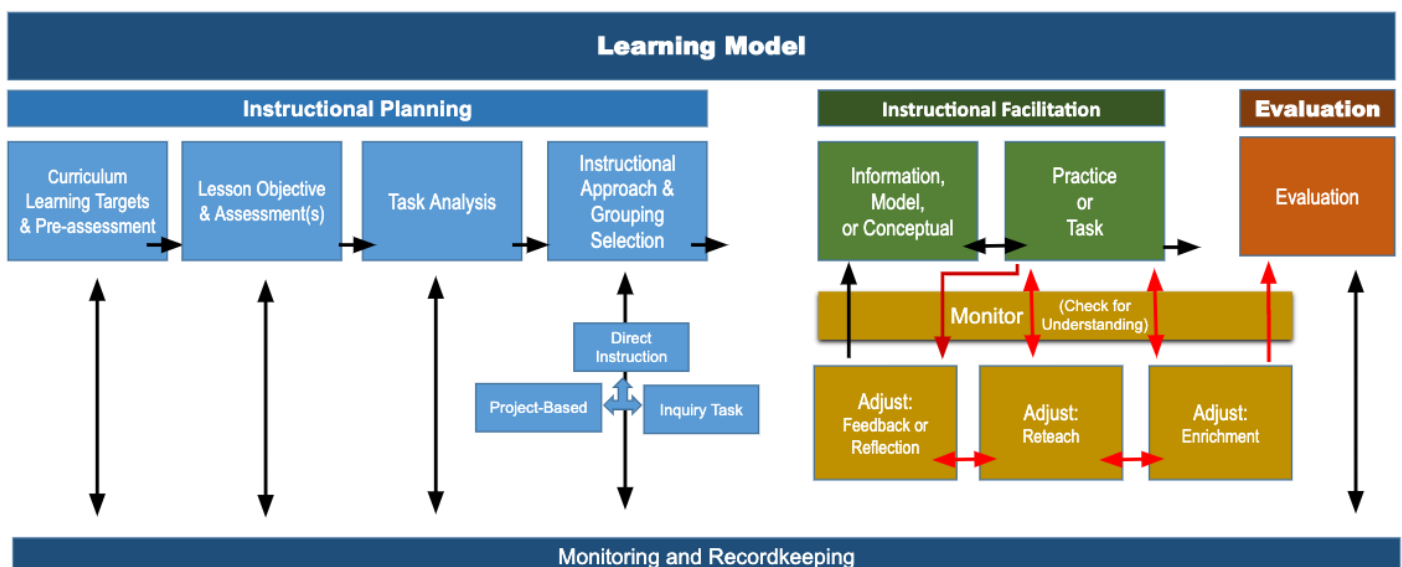 Learning Model
Instructional Planning
Instructional Facilitation
Evaluation
Curriculum
Learning Targets
& Pre-assessment
Lesson Objective
& Assessment(s)
Task Analysis
Instructional
Approach &
Grouping
Selection
Information,
Model,
or Conceptual
Practice
or
Task
Evaluation
Monitor
(Check for
Understanding)
Direct
Instruction
Project-Based
Inquiry Task
Adjust:
Feedback or
Reflection
Adjust:
Reteach
Adjust:
Enrichment
Monitoring and Recordkeeping